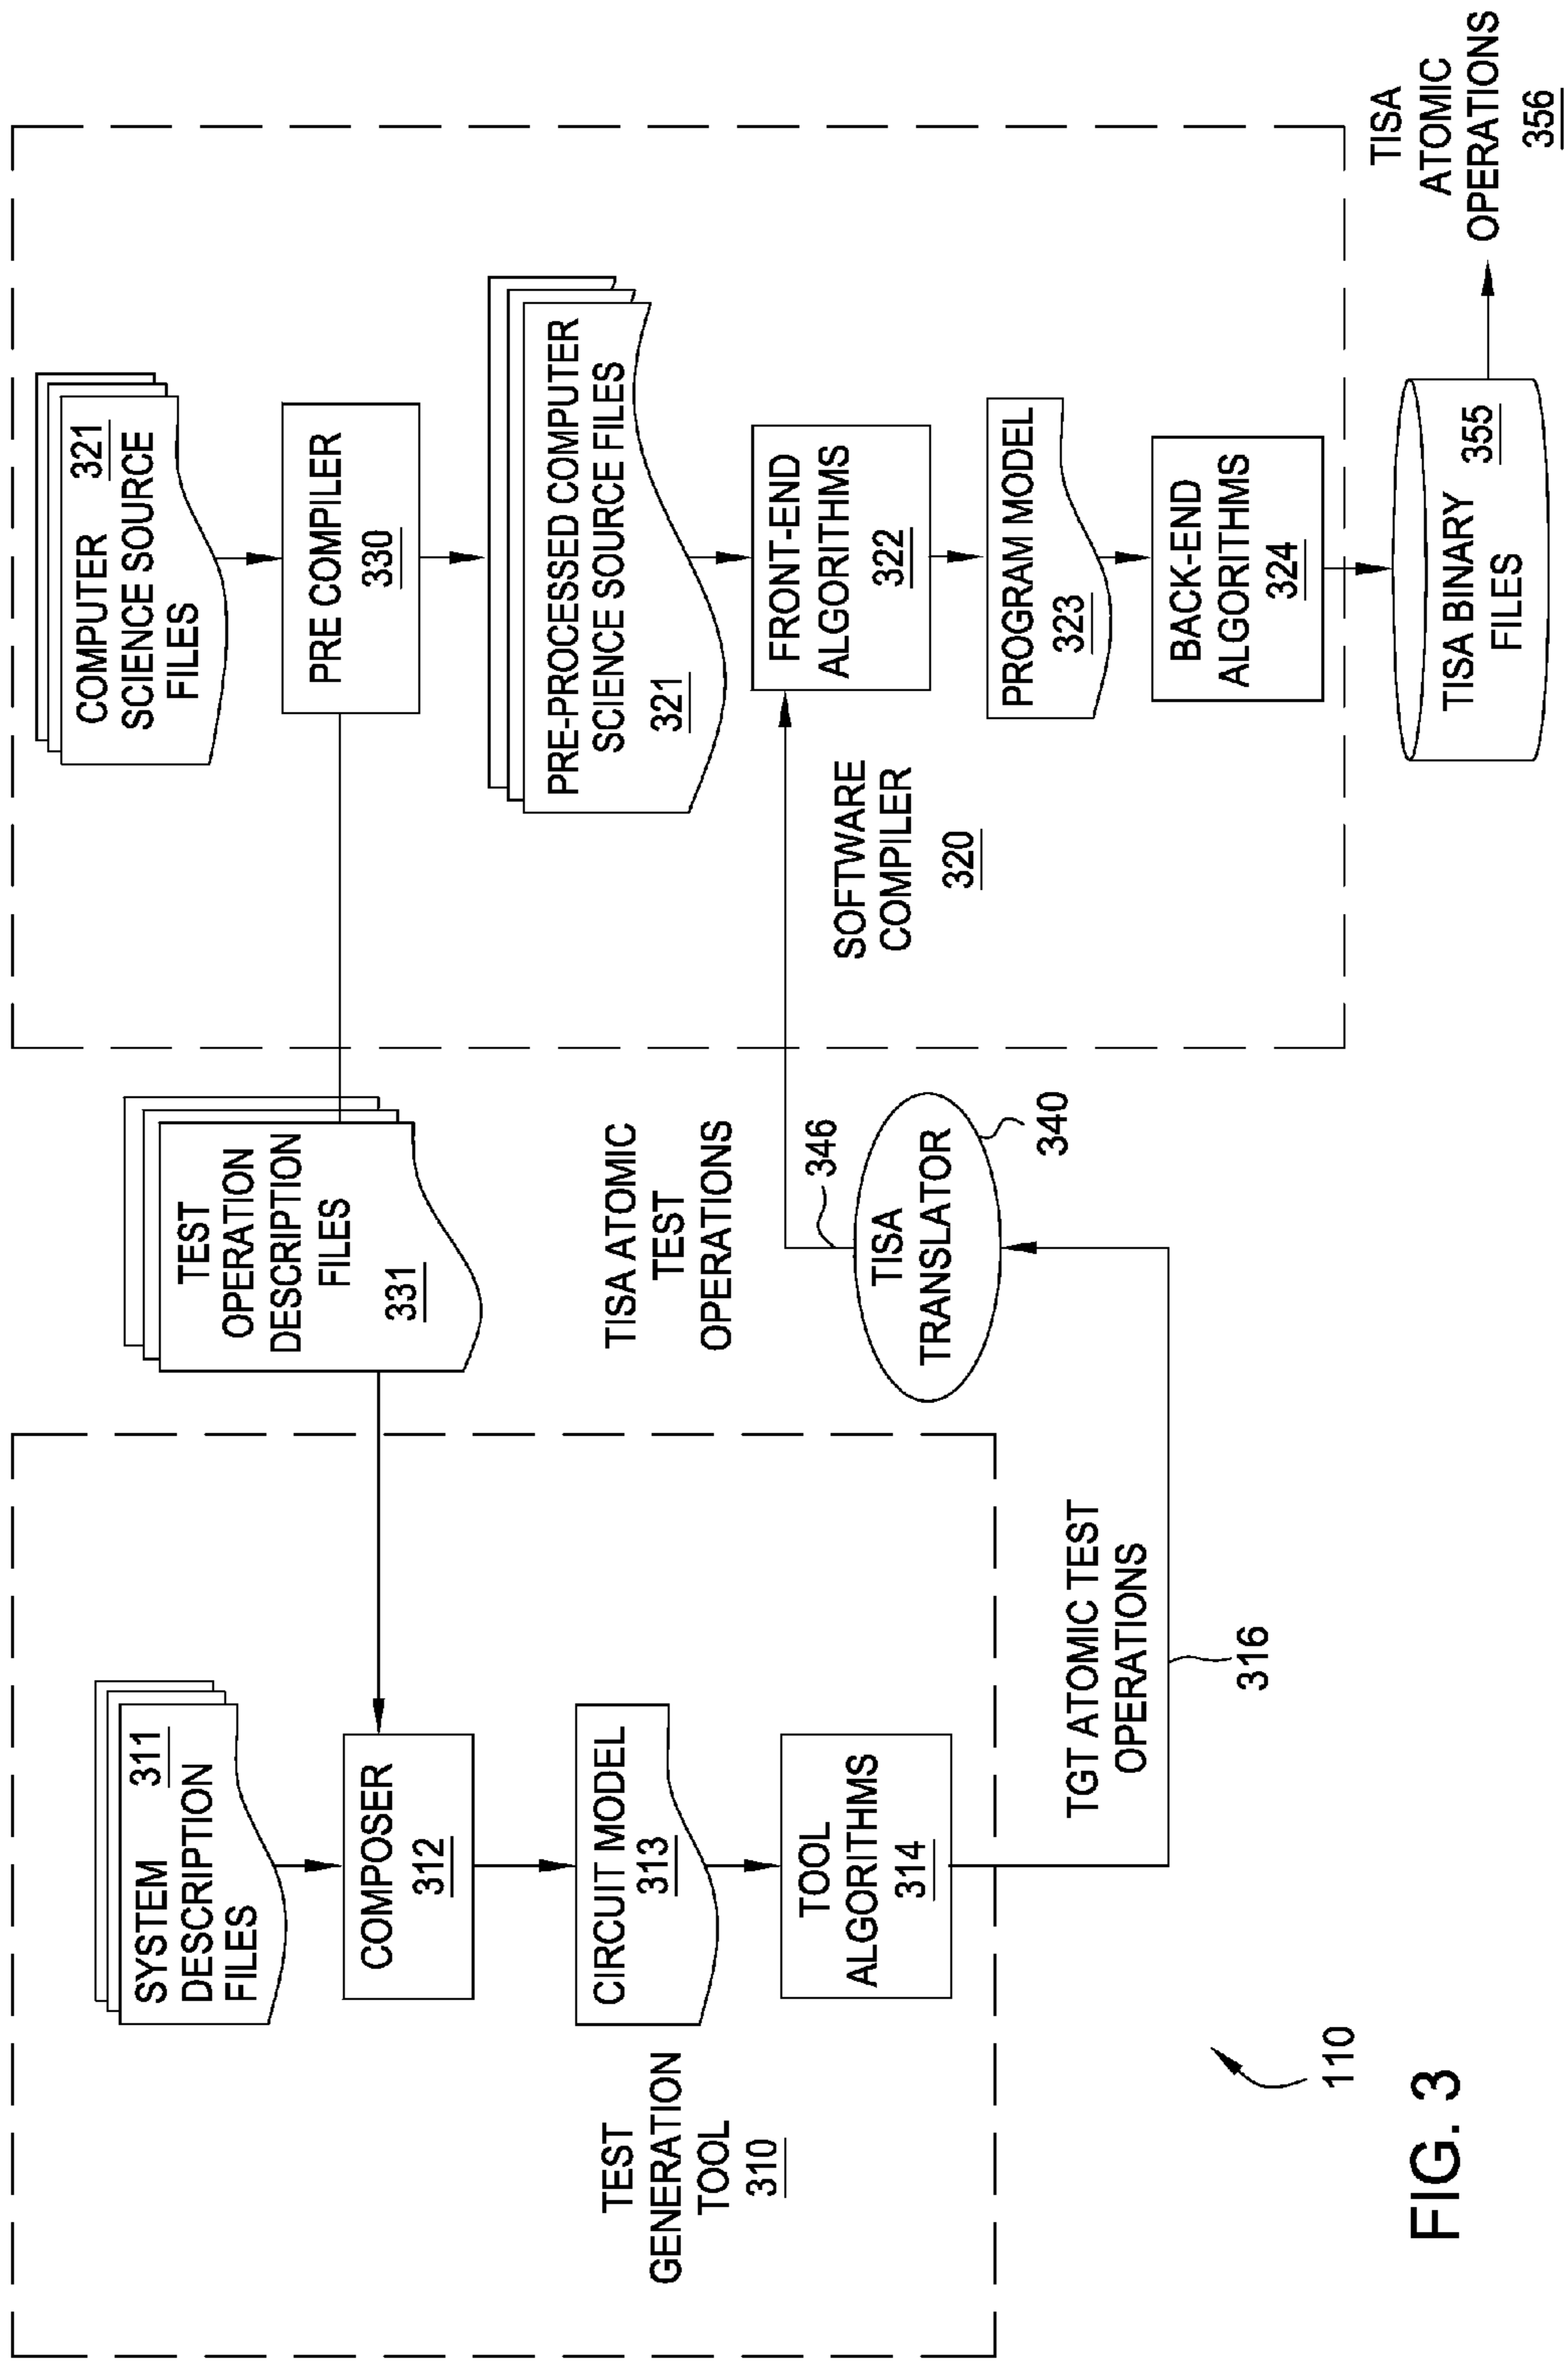 SYSTEM 311
DESCRIPTION
FILES
COMPOSER
312
CIRCUIT MODEL
313
TOOL
ALGORITHMS
314
TEST
GENERATION
TOOL
310
TEST
OPERATION
DESCRIPTION
FILES
331
TISA ATOMIC
TEST
OPERATIONS
346
TISA
TRANSLATOR
340
TGT ATOMIC TEST
OPERATIONS
316
COMPUTER 321
SCIENCE SOURCE
FILES
PRE COMPILER
330
PRE-PROCESSED COMPUTER
SCIENCE SOURCE FILES
321
FRONT-END
ALGORITHMS
322
SOFTWARE
COMPILER
320
PROGRAM MODEL
323
BACK-END
ALGORITHMS
324
TISA BINARY 355
FILES
TISA
ATOMIC
OPERATIONS
356
110
FIG. 3